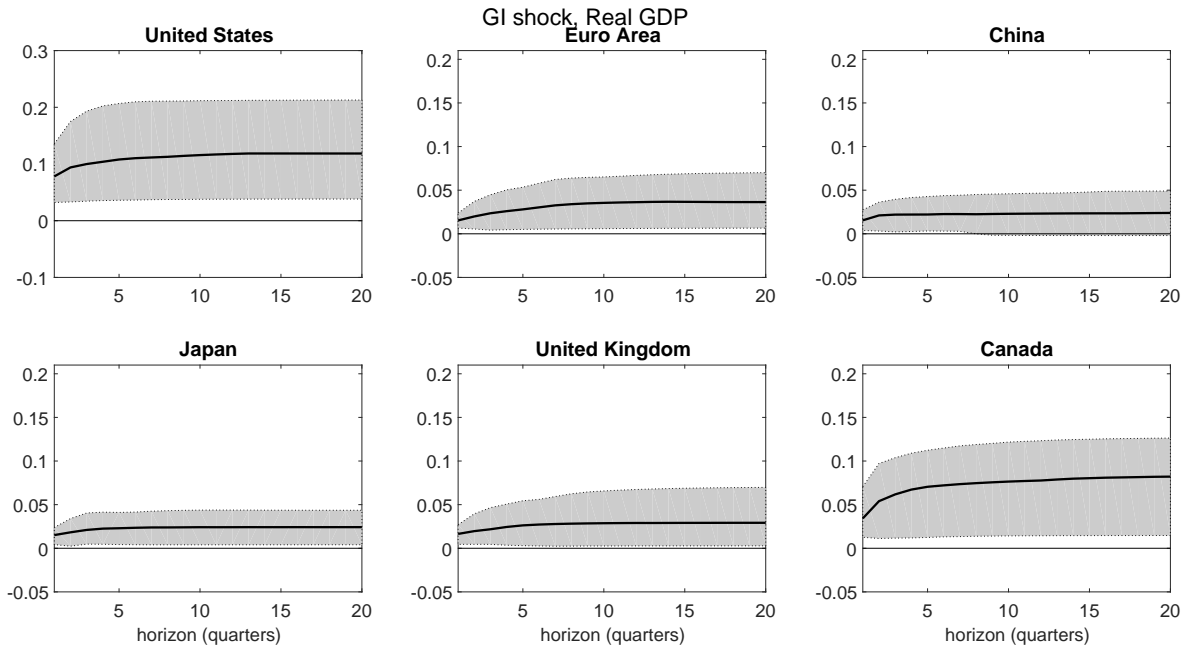 GI shock, Real GDP
United States
0.3
0.2
0.1
0
-0.1
5 10 15 20
Euro Area
0.2
0.15
0.1
0.05
0
-0.05
5 10 15 20
China
0.2
0.15
0.1
0.05
0
-0.05
5 10 15 20
Japan
0.2
0.15
0.1
0.05
0
-0.05
5 10 15 20
horizon (quarters)
United Kingdom
0.2
0.15
0.1
0.05
0
-0.05
5 10 15 20
horizon (quarters)
Canada
0.2
0.15
0.1
0.05
0
-0.05
5 10 15 20
horizon (quarters)